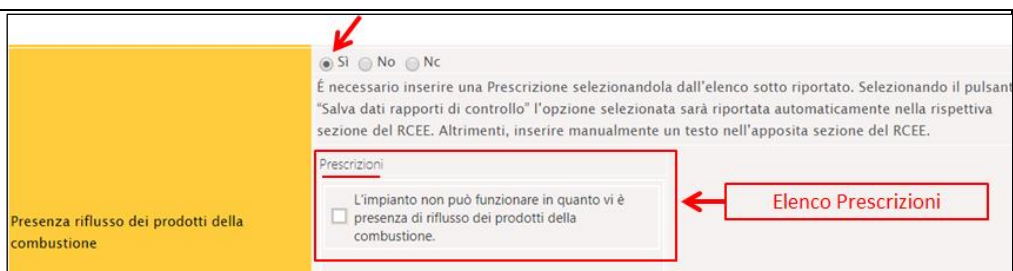 Sì No Nc
É necessario inserire una Prescrizione selezionandola dall'elenco sotto riportato. Selezionando il pulsant
"Salva dati rapporti di controllo" l'opzione selezionata sarà riportata automaticamente nella rispettiva
sezione del RCEE. Altrimenti, inserire manualmente un testo nell'apposita sezione del RCEE.
Prescrizioni
L'impianto non può funzionare in quanto vi è
presenza di riflusso dei prodotti della
combustione.
Elenco Prescrizioni
Presenza riflusso dei prodotti della
combustione